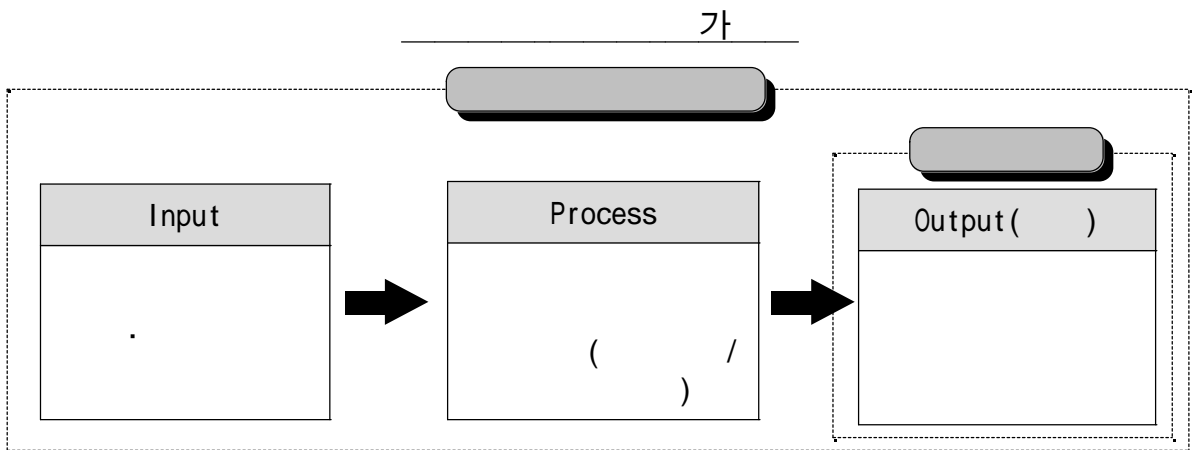 가
Input
Process
Output( )
.
( /
)